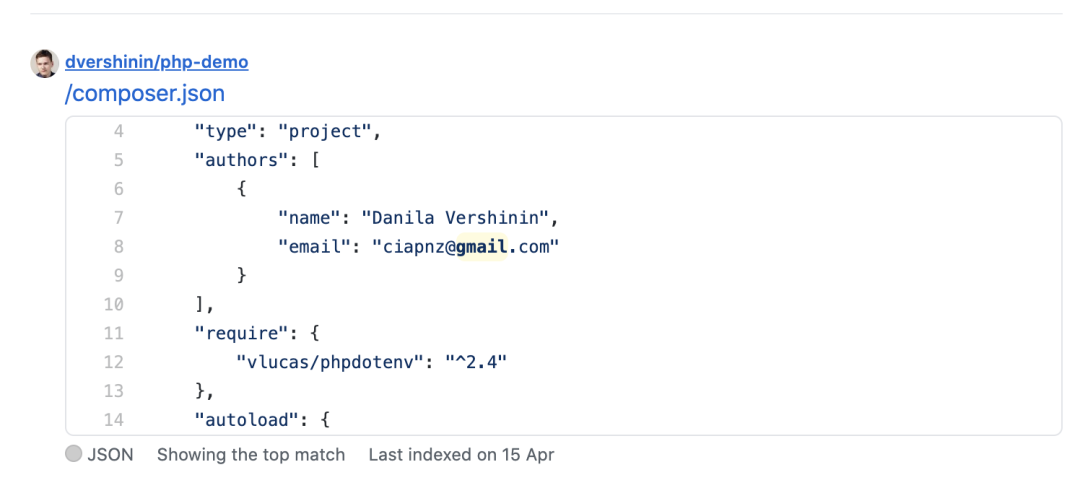 dvershinin/php-demo
/composer.json
4 "type": "project",
5 "authors": [
6 {
7 "name": "Danila Vershinin",
8 "email": "ciapnz@gmail.com"
9 }
10 ],
11 "require": {
12 "vlucas/phpdotenv": "^2.4"
13 },
14 "autoload": {
JSON Showing the top match Last indexed on 15 Apr